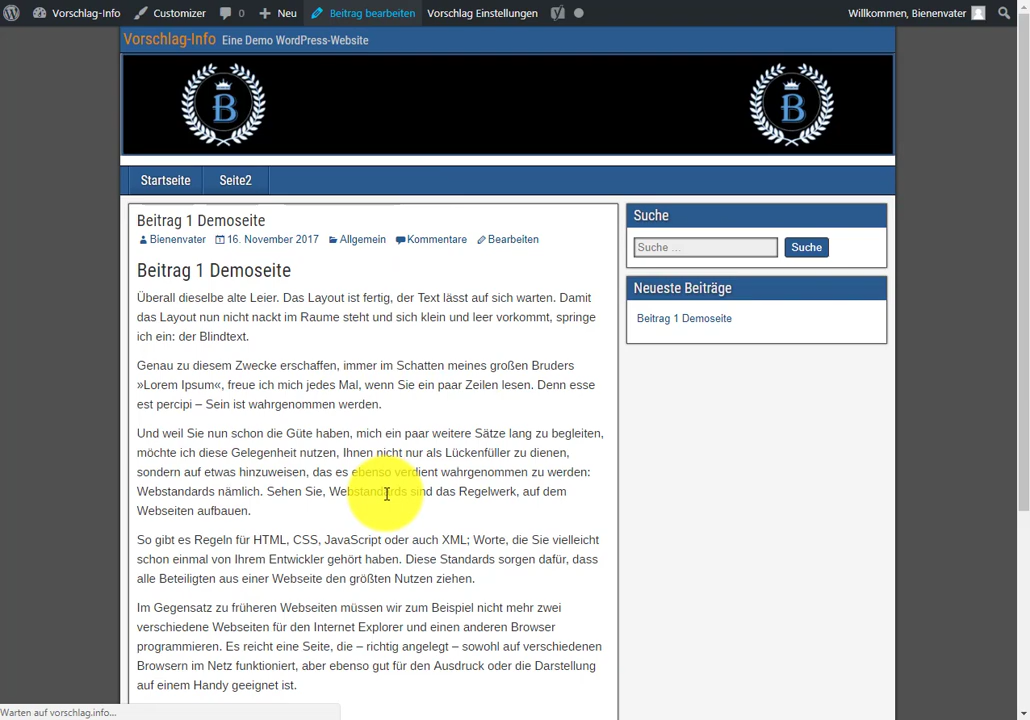 Vorschlag-Info Customizer 0 Neu Beitrag bearbeiten Vorschlag Einstellungen Willkommen, Bienenvater
Vorschlag-Info Eine Demo WordPress-Website
B B
Startseite Seite2
Beitrag 1 Demoseite
Bienenvater 16. November 2017 Allgemein Kommentare Bearbeiten
Beitrag 1 Demoseite
Überall dieselbe alte Leier. Das Layout ist fertig, der Text lässt auf sich warten. Damit
das Layout nun nicht nackt im Raume steht und sich klein und leer vorkommt, springe
ich ein: der Blindtext.
Genau zu diesem Zwecke erschaffen, immer im Schatten meines großen Bruders
»Lorem Ipsum«, freue ich mich jedes Mal, wenn Sie ein paar Zeilen lesen. Denn esse
est percipi – Sein ist wahrgenommen werden.
Und weil Sie nun schon die Güte haben, mich ein paar weitere Sätze lang zu begleiten,
möchte ich diese Gelegenheit nutzen, Ihnen nicht nur als Lückenfüller zu dienen,
sondern auf etwas hinzuweisen, das es ebenso verdient wahrgenommen zu werden:
Webstandards nämlich. Sehen Sie, Webstandards sind das Regelwerk, auf dem
Webseiten aufbauen.
So gibt es Regeln für HTML, CSS, JavaScript oder auch XML; Worte, die Sie vielleicht
schon einmal von Ihrem Entwickler gehört haben. Diese Standards sorgen dafür, dass
alle Beteiligten aus einer Webseite den größten Nutzen ziehen.
Im Gegensatz zu früheren Webseiten müssen wir zum Beispiel nicht mehr zwei
verschiedene Webseiten für den Internet Explorer und einen anderen Browser
programmieren. Es reicht eine Seite, die – richtig angelegt – sowohl auf verschiedenen
Browsern im Netz funktioniert, aber ebenso gut für den Ausdruck oder die Darstellung
auf einem Handy geeignet ist.
Suche
Suche ... Suche
Neueste Beiträge
Beitrag 1 Demoseite
Warten auf vorschlag.info...